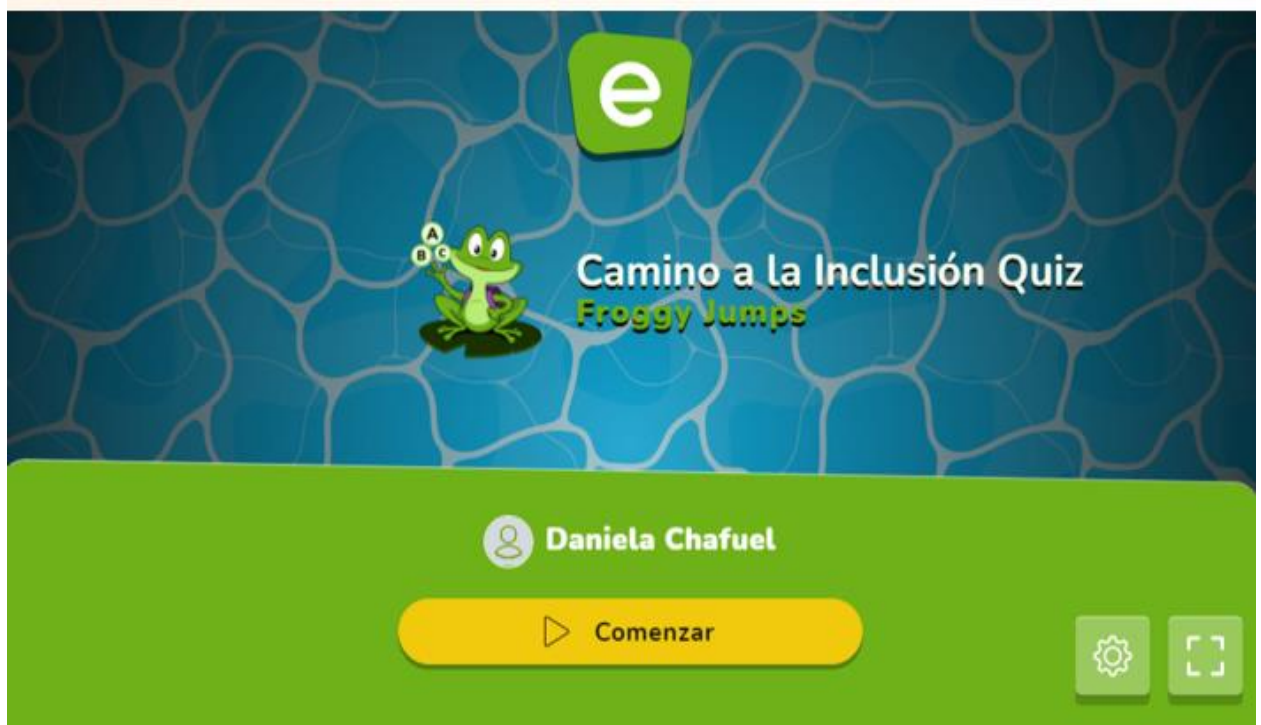 e
A
B C
Camino a la Inclusión Quiz
Froggy Jumps
Daniela Chafuel
Comenzar